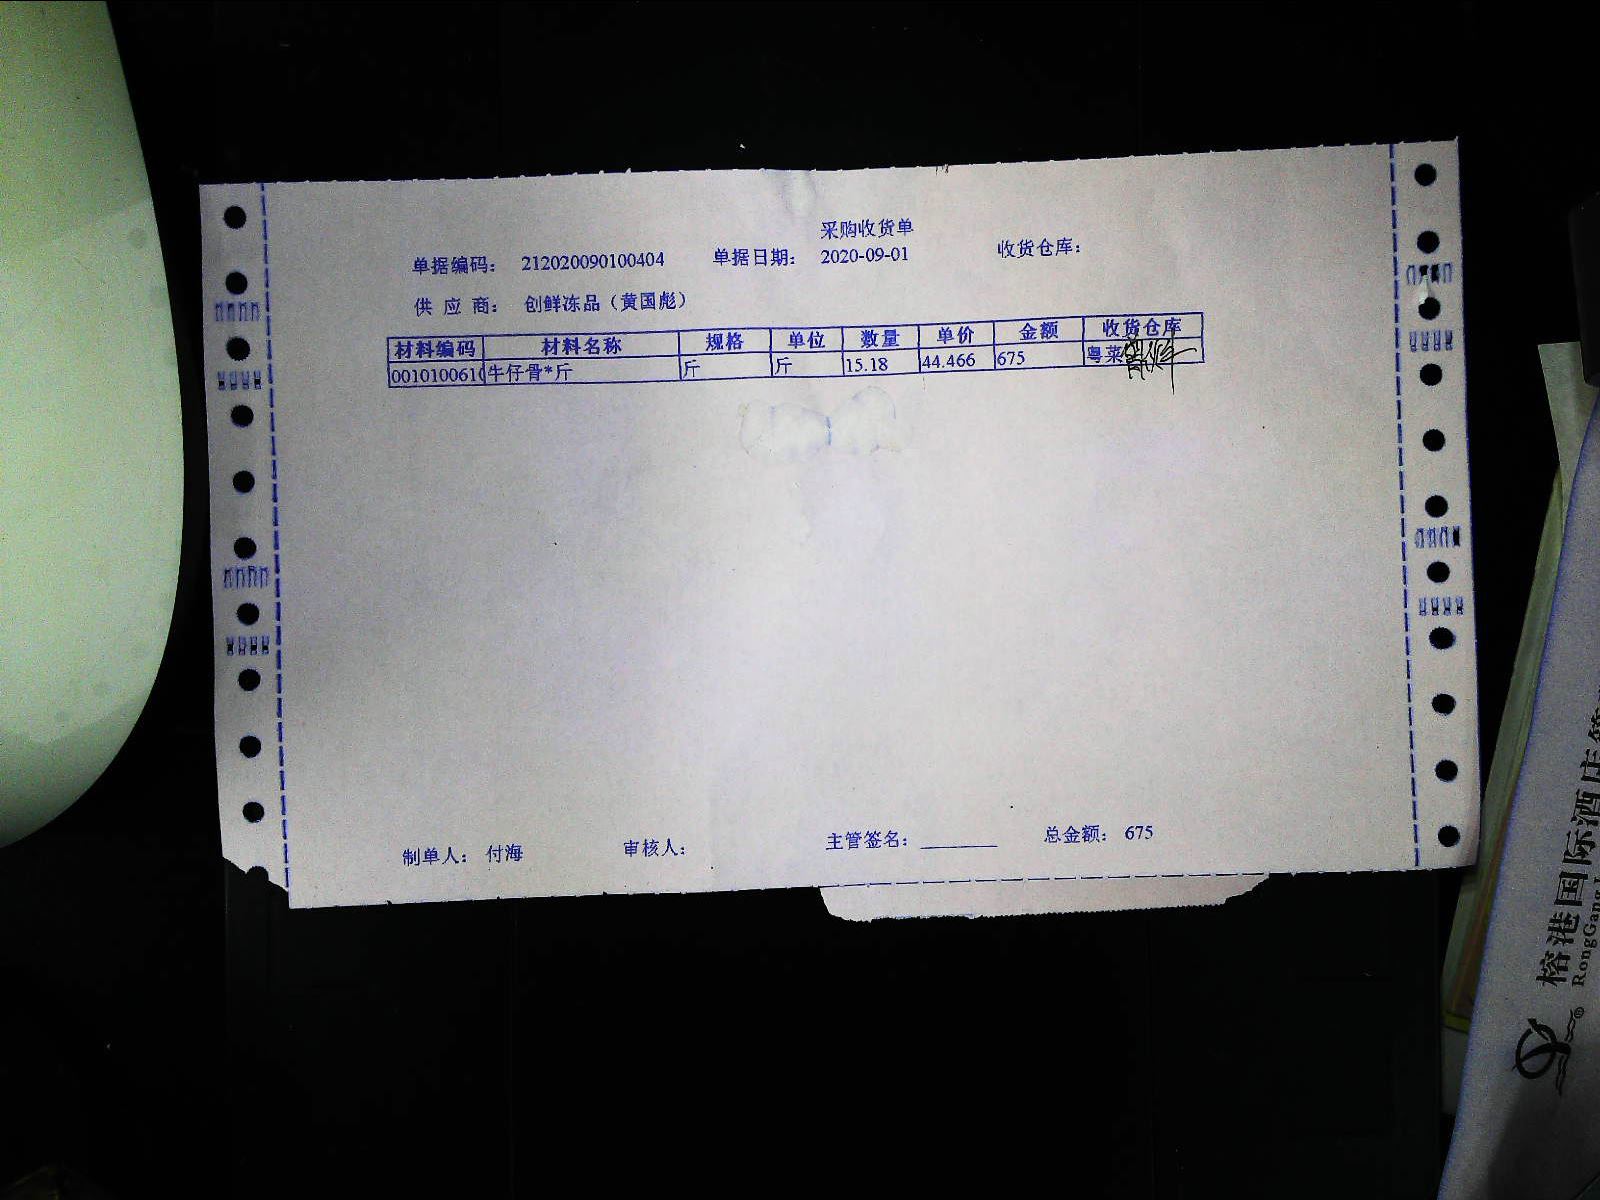 采购收货单
单据编码： 212020090100404 单据日期： 2020-09-01 收货仓库：
供 应 商： 创鲜冻品（黄国彪）
材料编码 材料名称 规格 单位 数量 单价 金额 收货仓库
0010100610 牛仔骨*斤 斤 斤 15.18 44.466 675 粤菜
制单人： 付海 审核人： 主管签名：________ 总金额： 675
榕港国际酒店
RongGang